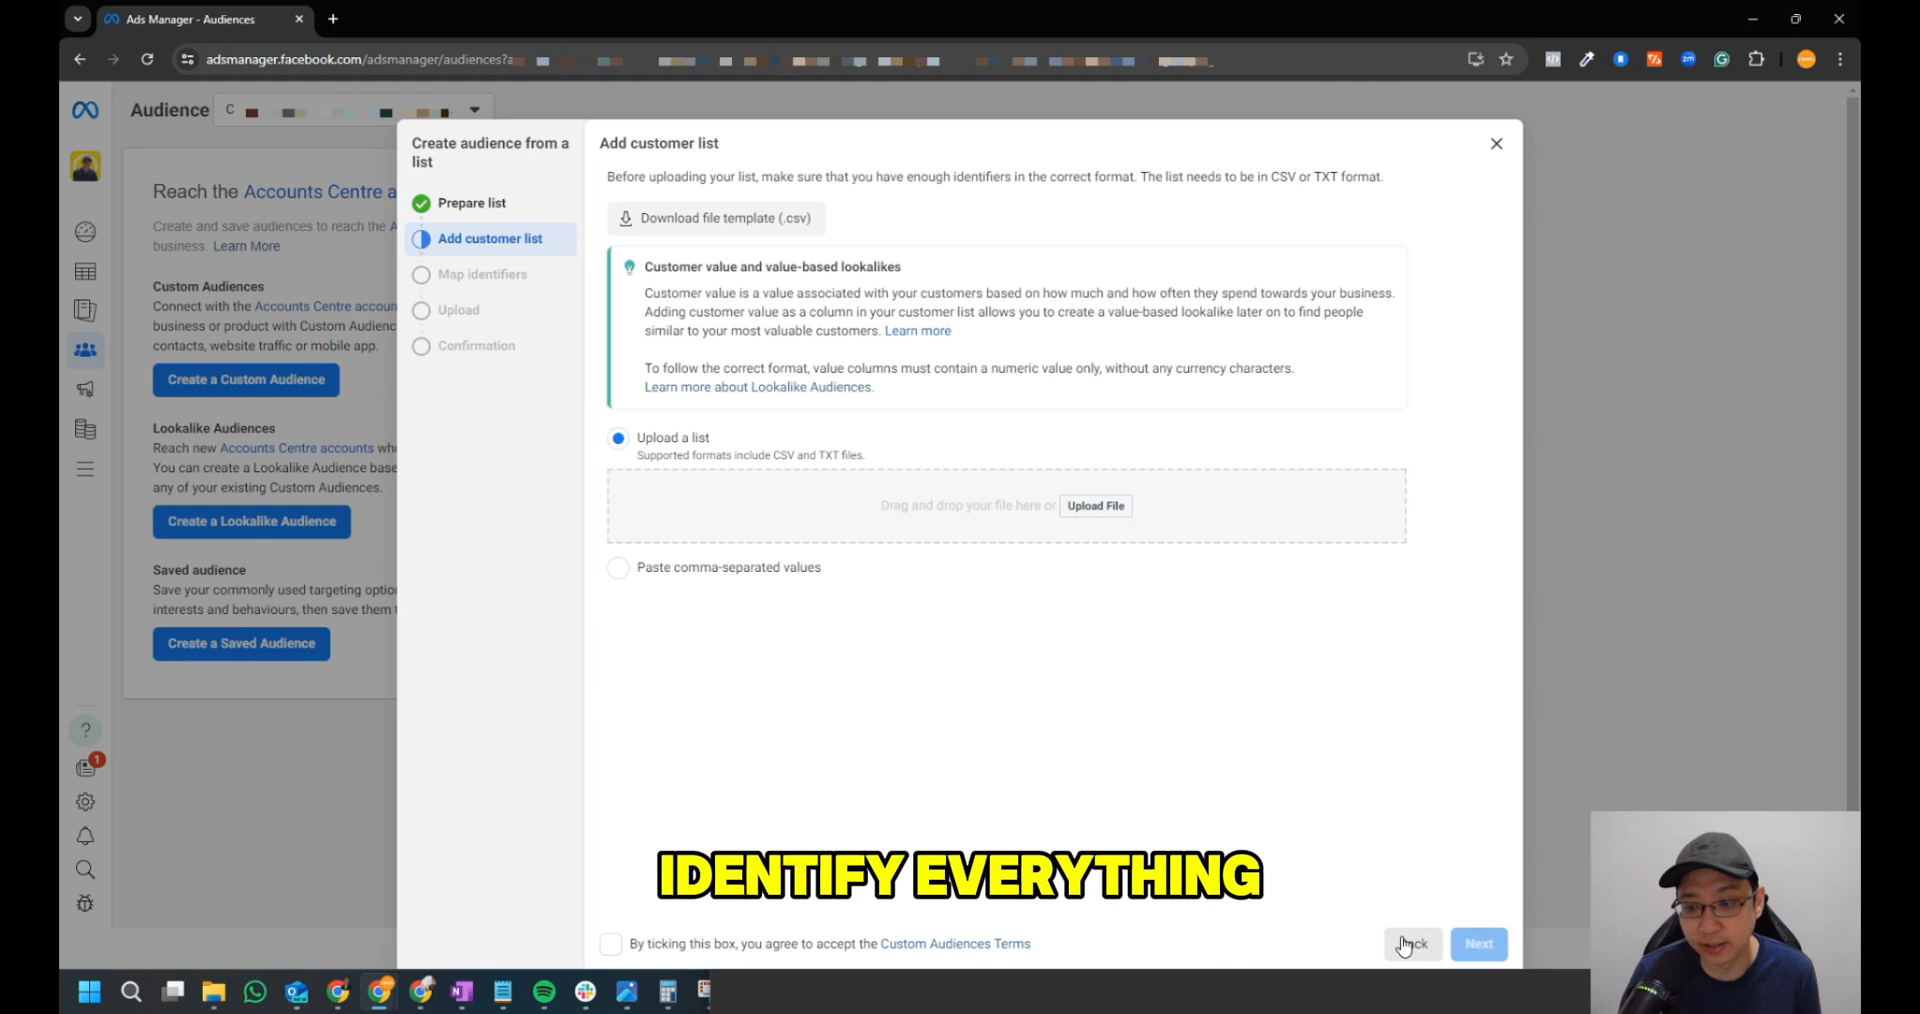 Ads Manager - Audiences
adsmanager.facebook.com/adsmanager/audiences?a
Audience
C
Reach the Accounts Centre a
Create and save audiences to reach the A
business. Learn More
Custom Audiences
Connect with the Accounts Centre accoun
business or product with Custom Audienc
contacts, website traffic or mobile app.
Create a Custom Audience
Lookalike Audiences
Reach new Accounts Centre accounts who
You can create a Lookalike Audience base
any of your existing Custom Audiences.
Create a Lookalike Audience
Saved audience
Save your commonly used targeting option
interests and behaviours, then save them t
Create a Saved Audience
1
Create audience from a
list
Prepare list
Add customer list
Map identifiers
Upload
Confirmation
Add customer list
Before uploading your list, make sure that you have enough identifiers in the correct format. The list needs to be in CSV or TXT format.
Download file template (.csv)
Customer value and value-based lookalikes
Customer value is a value associated with your customers based on how much and how often they spend towards your business.
Adding customer value as a column in your customer list allows you to create a value-based lookalike later on to find people
similar to your most valuable customers. Learn more
To follow the correct format, value columns must contain a numeric value only, without any currency characters.
Learn more about Lookalike Audiences.
Upload a list
Supported formats include CSV and TXT files.
Drag and drop your file here or Upload File
Paste comma-separated values
IDENTIFY EVERYTHING
By ticking this box, you agree to accept the Custom Audiences Terms
Next